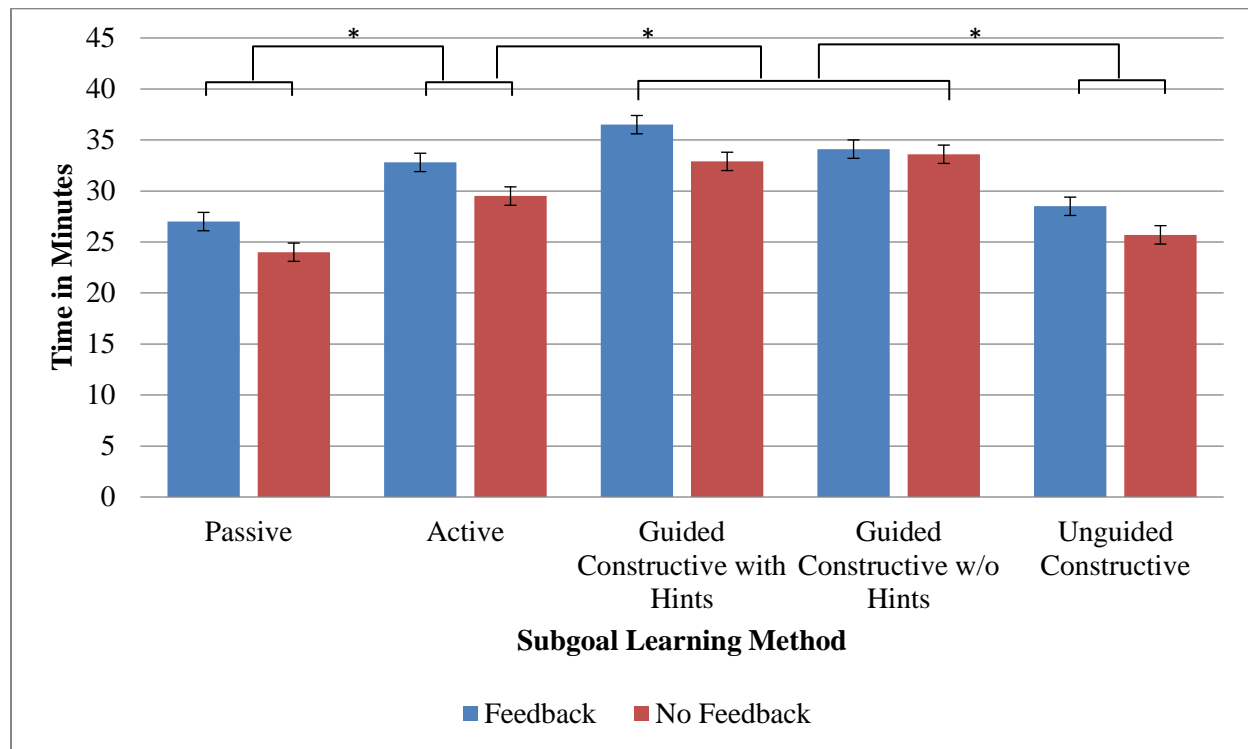 45
40
35
30
25
20
15
10
5
0
Time in Minutes
* * *
Passive
Active
Guided
Constructive with
Hints
Guided
Constructive w/o
Hints
Unguided
Constructive
Subgoal Learning Method
Feedback No Feedback